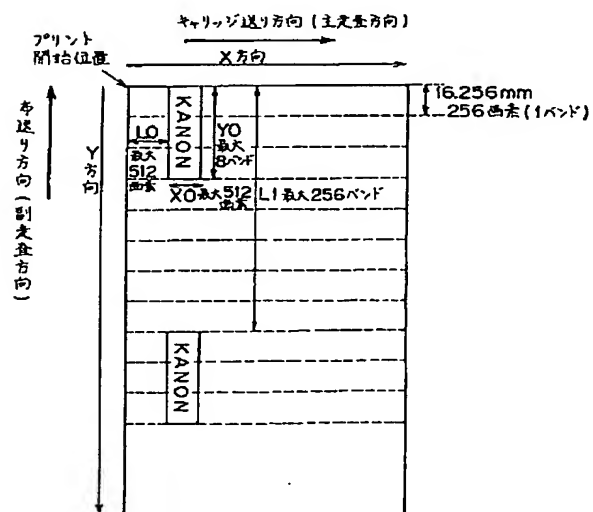 キャリッジ送り方向(主走査方向)
プリント
開始位置
X方向
16.256mm
256画素(1バンド)
布送り方向(副走査方向)
Y方向
L0
最大
512
画素
KANON
Y0
最大
8バンド
X0最大512
画素
L1最大256バンド
KANON